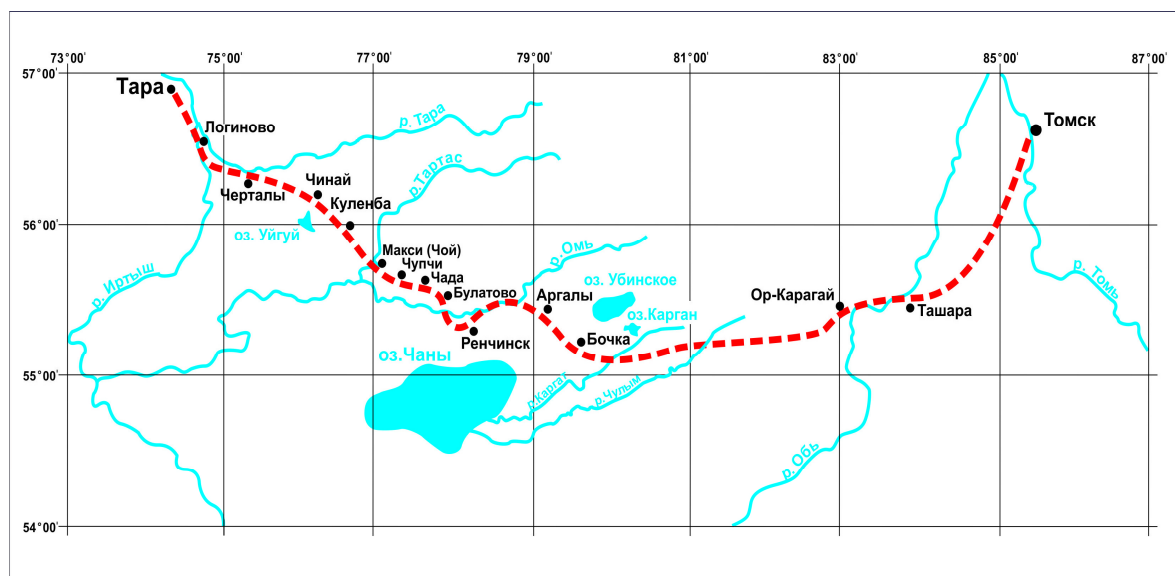 73°00' 75°00' 77°00' 79°00' 81°00' 83°00' 85°00' 87°00'
57°00'
Тара
Томск
р. Тара
Логиново
р.Тартас
Чинай
Черталы
Куленба
56°00'
оз. Уйгуй
Макси (Чой)
р.Омь
Чупчи
р. Иртыш
Чада
оз. Убинское
р. Томь
Булатово
Аргалы
Ор-Карагай
оз.Карган
Ташара
Ренчинск
Бочка
оз.Чаны
55°00'
р.Каргат
р.Чулым
р.Обь
54°00'